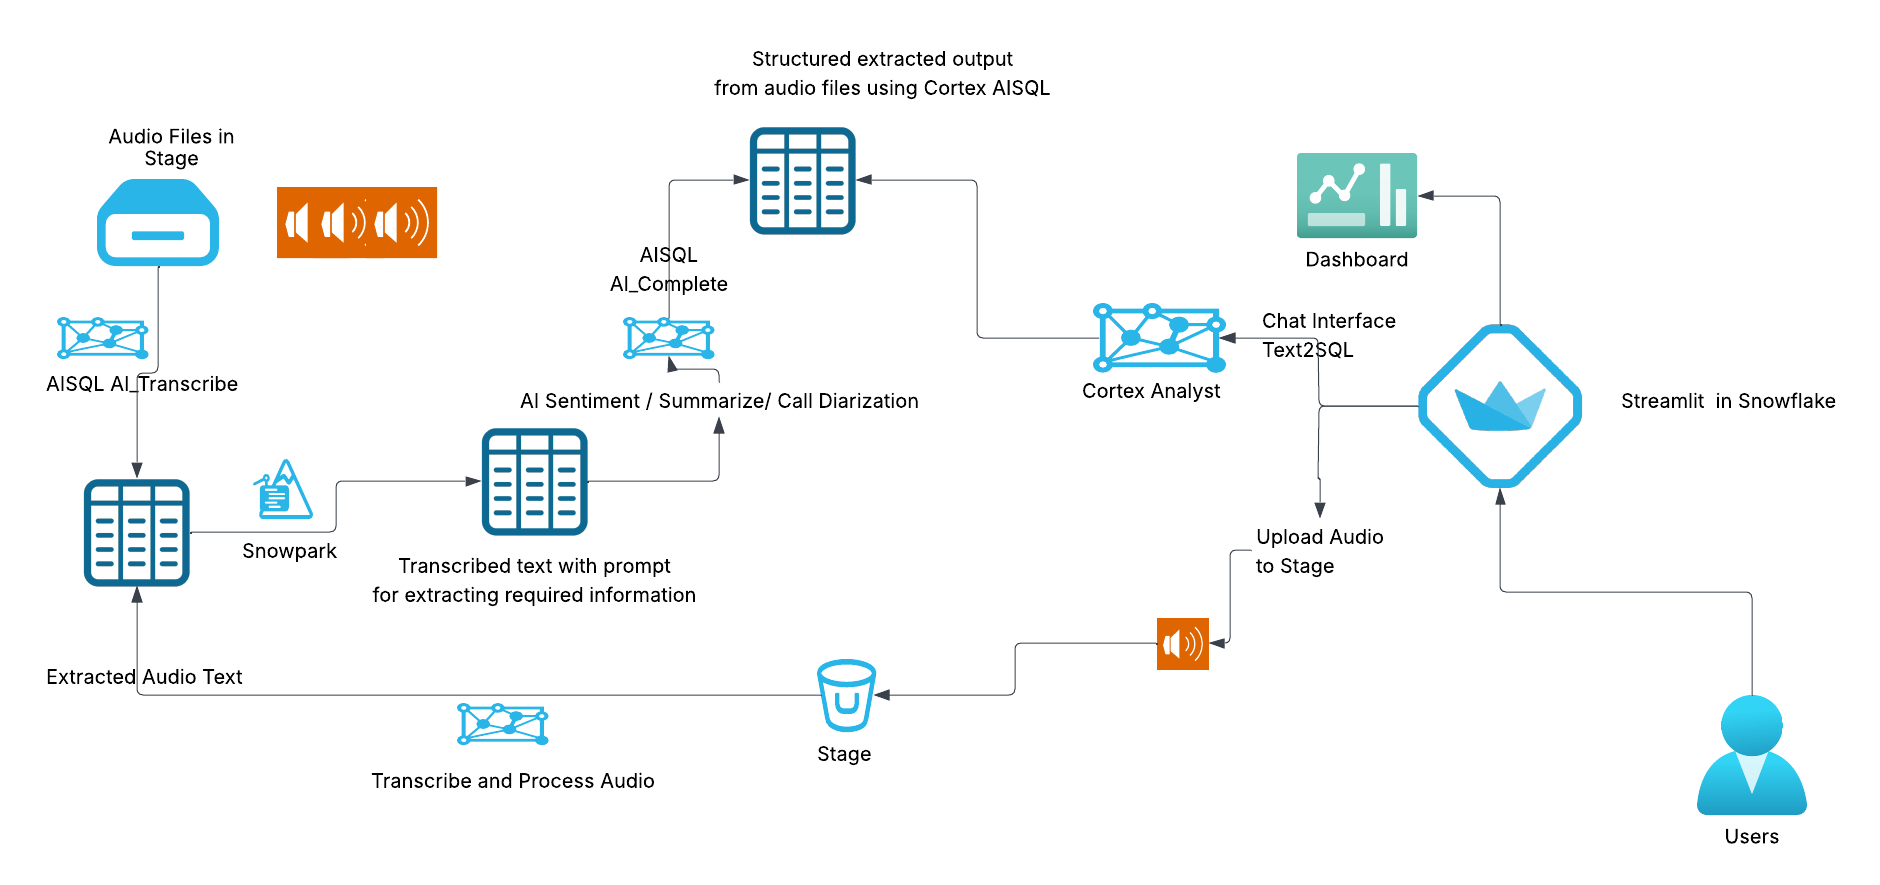 Structured extracted output
from audio files using Cortex AISQL
Audio Files in
Stage
AISQL
AI_Complete
Dashboard
Chat Interface
Text2SQL
AISQL AI_Transcribe
Cortex Analyst
AI Sentiment / Summarize/ Call Diarization
Streamlit  in Snowflake
Snowpark
Transcribed text with prompt
for extracting required information
Upload Audio
to Stage
Extracted Audio Text
Stage
Transcribe and Process Audio
Users